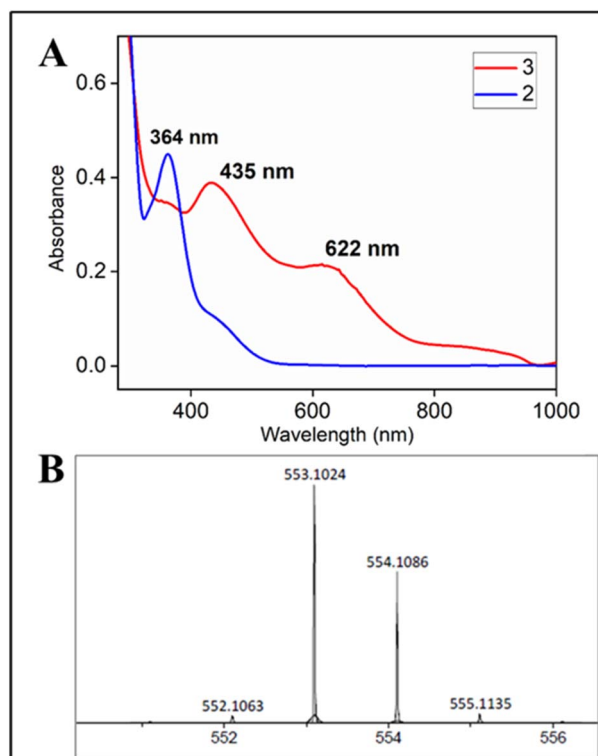 A
3
2
364 nm
435 nm
622 nm
Absorbance
0.6
0.4
0.2
0.0
400 600 800 1000
Wavelength (nm)
B
553.1024
554.1086
552.1063
555.1135
552 554 556